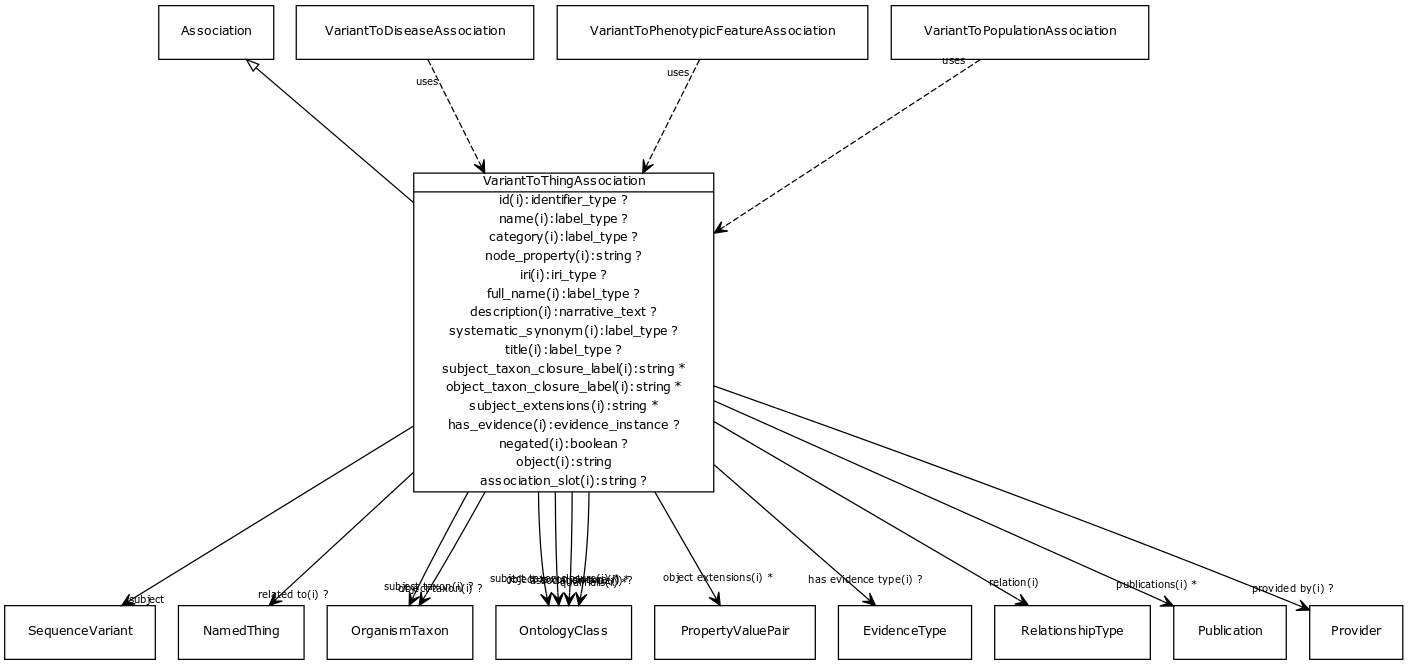 Association
VariantToDiseaseAssociation
VariantToPhenotypicFeatureAssociation
VariantToPopulationAssociation
uses
uses
uses
VariantToThingAssociation
id(i):identifier_type ?
name(i):label_type ?
category(i):label_type ?
node_property(i):string ?
iri(i):iri_type ?
full_name(i):label_type ?
description(i):narrative_text ?
systematic_synonym(i):label_type ?
title(i):label_type ?
subject_taxon_closure_label(i):string *
object_taxon_closure_label(i):string *
subject_extensions(i):string *
has_evidence(i):evidence_instance ?
negated(i):boolean ?
object(i):string
association_slot(i):string ?
subject
related to(i) ?
subject taxon(i) ?
object taxon(i) ?
object extensions(i) *
has evidence type(i) ?
relation(i)
publications(i) *
provided by(i) ?
SequenceVariant
NamedThing
OrganismTaxon
OntologyClass
PropertyValuePair
EvidenceType
RelationshipType
Publication
Provider